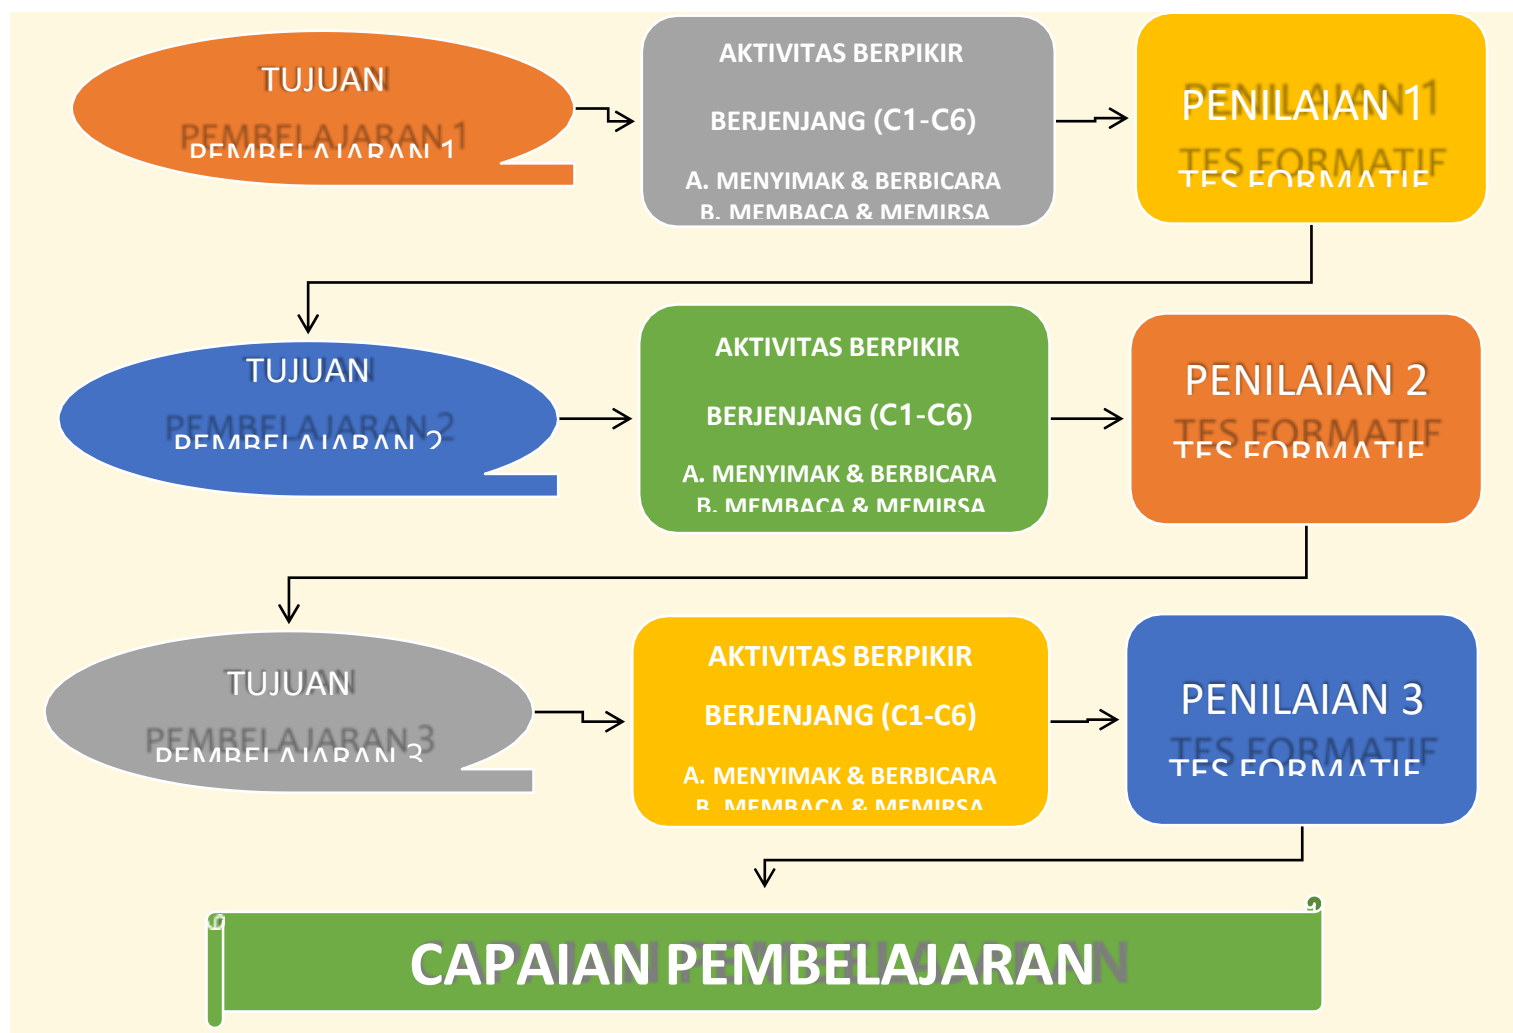 TUJUAN
PEMBELAJARAN 1
AKTIVITAS BERPIKIR
BERJENJANG (C1-C6)
A. MENYIMAK & BERBICARA
B. MEMBACA & MEMIRSA
PENILAIAN 1
TES FORMATIF
TUJUAN
PEMBELAJARAN 2
AKTIVITAS BERPIKIR
BERJENJANG (C1-C6)
A. MENYIMAK & BERBICARA
B. MEMBACA & MEMIRSA
PENILAIAN 2
TES FORMATIF
TUJUAN
PEMBELAJARAN 3
AKTIVITAS BERPIKIR
BERJENJANG (C1-C6)
A. MENYIMAK & BERBICARA
B. MEMBACA & MEMIRSA
PENILAIAN 3
TES FORMATIF
CAPAIAN PEMBELAJARAN